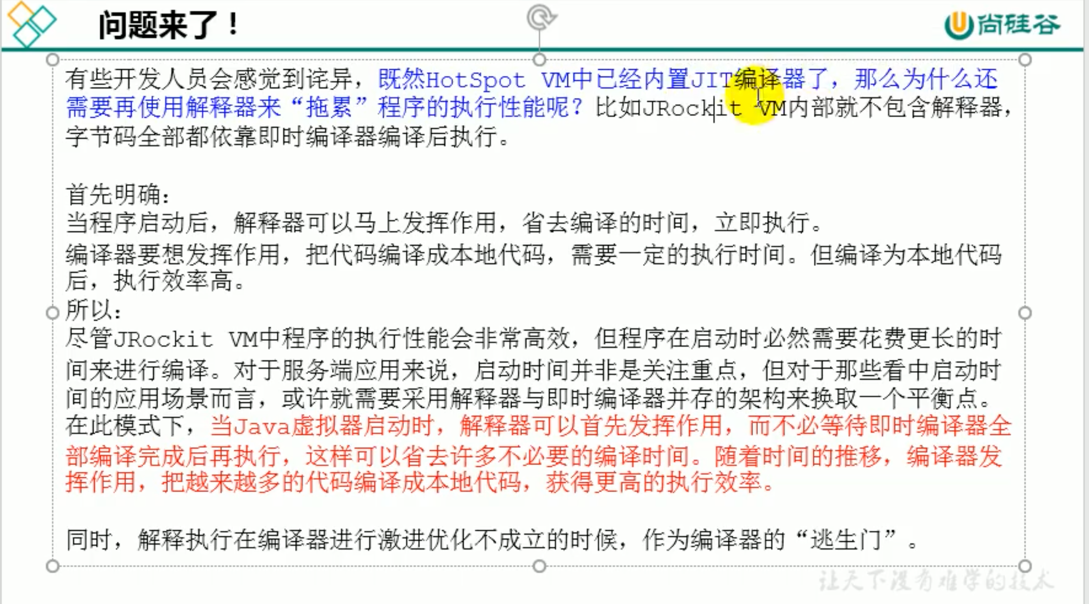 问题来了！
尚硅谷
有些开发人员会感觉到诧异，既然HotSpot VM中已经内置JIT编译器了，那么为什么还
需要再使用解释器来“拖累”程序的执行性能呢？比如JRockit VM内部就不包含解释器，
字节码全部都依靠即时编译器编译后执行。
首先明确：
当程序启动后，解释器可以马上发挥作用，省去编译的时间，立即执行。
编译器要想发挥作用，把代码编译成本地代码，需要一定的执行时间。但编译为本地代码
后，执行效率高。
所以：
尽管JRockit VM中程序的执行性能会非常高效，但程序在启动时必然需要花费更长的时
间来进行编译。对于服务端应用来说，启动时间并非是关注重点，但对于那些看中启动时
间的应用场景而言，或许就需要采用解释器与即时编译器并存的架构来换取一个平衡点。
在此模式下，当Java虚拟器启动时，解释器可以首先发挥作用，而不必等待即时编译器全
部编译完成后再执行，这样可以省去许多不必要的编译时间。随着时间的推移，编译器发
挥作用，把越来越多的代码编译成本地代码，获得更高的执行效率。
同时，解释执行在编译器进行激进优化不成立的时候，作为编译器的“逃生门”。
让天下没有难学的技术